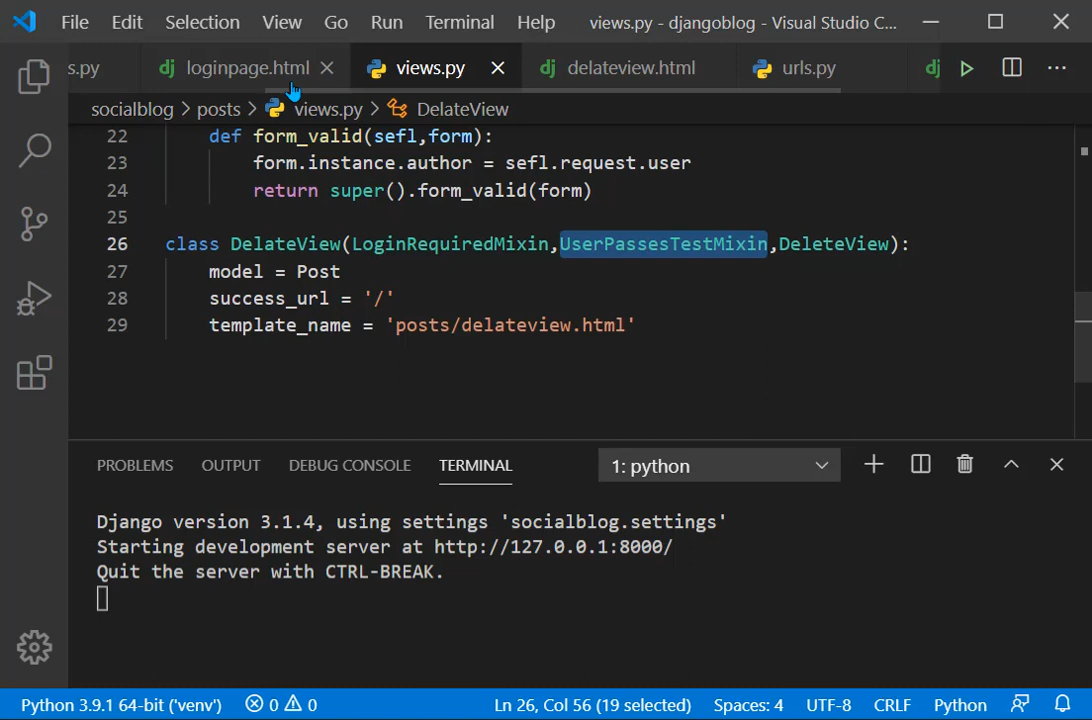 File Edit Selection View Go Run Terminal Help views.py - djangoblog - Visual Studio C...
s.py dj loginpage.html views.py dj delateview.html urls.py dj
socialblog > posts > views.py > DelateView
22 def form_valid(sefl,form):
23 form.instance.author = sefl.request.user
24 return super().form_valid(form)
25
26 class DelateView(LoginRequiredMixin,UserPassesTestMixin,DeleteView):
27 model = Post
28 success_url = '/'
29 template_name = 'posts/delateview.html'
PROBLEMS OUTPUT DEBUG CONSOLE TERMINAL 1: python
Django version 3.1.4, using settings 'socialblog.settings'
Starting development server at http://127.0.0.1:8000/
Quit the server with CTRL-BREAK.
Python 3.9.1 64-bit ('venv') 0 0 Ln 26, Col 56 (19 selected) Spaces: 4 UTF-8 CRLF Python